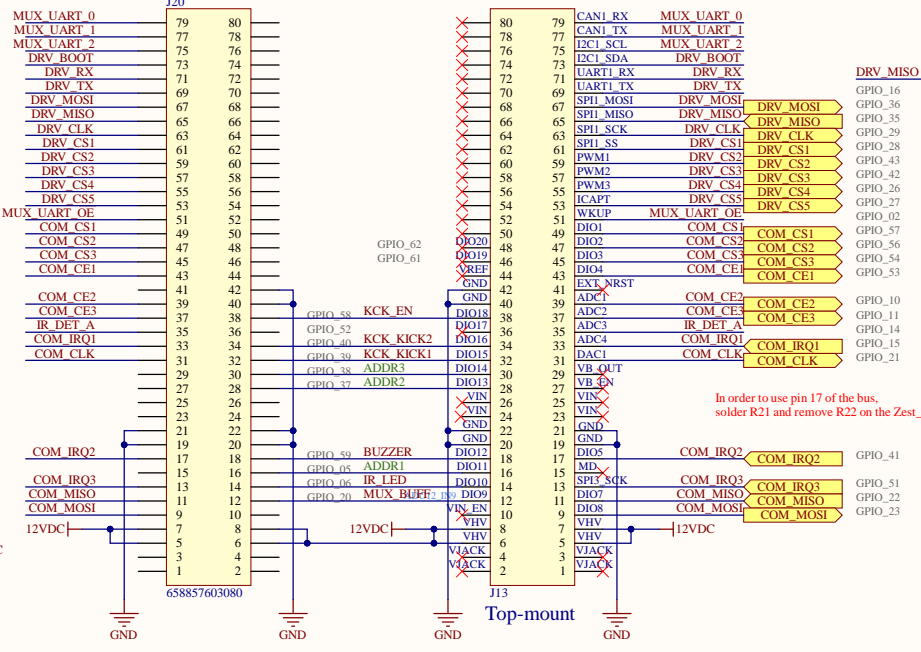 J20
MUX_UART_0 79 80 80 79 CAN1_RX MUX_UART_0
MUX_UART_1 77 78 78 77 CAN1_TX MUX_UART_1
MUX_UART_2 75 76 76 75 I2C1_SCL MUX_UART_2
DRV_BOOT 73 74 74 73 I2C1_SDA DRV_BOOT
DRV_RX 71 72 72 71 UART1_RX DRV_RX DRV_MISO
DRV_TX 69 70 70 69 UART1_TX DRV_TX GPIO_16
DRV_MOSI 67 68 68 67 SPI1_MOSI DRV_MOSI DRV_MOSI GPIO_36
DRV_MISO 65 66 66 65 SPI1_MISO DRV_MISO DRV_MISO GPIO_35
DRV_CLK 63 64 64 63 SPI1_SCK DRV_CLK DRV_CLK GPIO_29
DRV_CS1 61 62 62 61 SPI1_SS DRV_CS1 DRV_CS1 GPIO_28
DRV_CS2 59 60 60 59 PWM1 DRV_CS2 DRV_CS2 GPIO_43
DRV_CS3 57 58 58 57 PWM2 DRV_CS3 DRV_CS3 GPIO_42
DRV_CS4 55 56 56 55 PWM3 DRV_CS4 DRV_CS4 GPIO_26
DRV_CS5 53 54 54 53 ICAPT DRV_CS5 DRV_CS5 GPIO_27
MUX_UART_OE 51 52 52 51 WKUP MUX_UART_OE GPIO_02
COM_CS1 49 50 50 49 DIO1 COM_CS1 COM_CS1 GPIO_57
COM_CS2 47 48 GPIO_62 DIO20 48 47 DIO2 COM_CS2 COM_CS2 GPIO_56
COM_CS3 45 46 GPIO_61 DIO19 46 45 DIO3 COM_CS3 COM_CS3 GPIO_54
COM_CE1 43 44 VREF 44 43 DIO4 COM_CE1 COM_CE1 GPIO_53
41 42 GND 42 41 EXT_NRST
COM_CE2 39 40 GND 40 39 ADC1 COM_CE2 COM_CE2 GPIO_10
COM_CE3 37 38 GPIO_58 KCK_EN DIO18 38 37 ADC2 COM_CE3 COM_CE3 GPIO_11
IR_DET_A 35 36 GPIO_52 DIO17 36 35 ADC3 IR_DET_A GPIO_14
COM_IRQ1 33 34 GPIO_40 KCK_KICK2 DIO16 34 33 ADC4 COM_IRQ1 COM_IRQ1 GPIO_15
COM_CLK 31 32 GPIO_39 KCK_KICK1 DIO15 32 31 DAC1 COM_CLK COM_CLK GPIO_21
29 30 GPIO_38 ADDR3 DIO14 30 29 VB_OUT
27 28 GPIO_37 ADDR2 DIO13 28 27 VB_EN
25 26 VIN 26 25 VIN
23 24 VIN 24 23 VIN
In order to use pin 17 of the bus,
solder R21 and remove R22 on the Zest_
21 22 GND 22 21 GND
19 20 GND 20 19 GND
COM_IRQ2 17 18 GPIO_59 BUZZER DIO12 18 17 DIO5 COM_IRQ2 COM_IRQ2 GPIO_41
15 16 GPIO_05 ADDR1 DIO11 16 15 MD
COM_IRQ3 13 14 GPIO_06 IR_LED DIO10 14 13 SPI3_SCK COM_IRQ3 COM_IRQ3 GPIO_51
COM_MISO 11 12 GPIO_20 MUX_BUFF DIO9 12 11 DIO7 COM_MISO COM_MISO GPIO_22
COM_MOSI 9 10 VIN_EN 10 9 DIO8 COM_MOSI COM_MOSI GPIO_23
12VDC 7 8 12VDC VHV 8 7 VHV 12VDC
5 6 VHV 6 5 VHV
3 4 VJACK 4 3 VJACK
1 2 VJACK 2 1 VJACK
658857603080 J13
Top-mount
GND GND GND GND